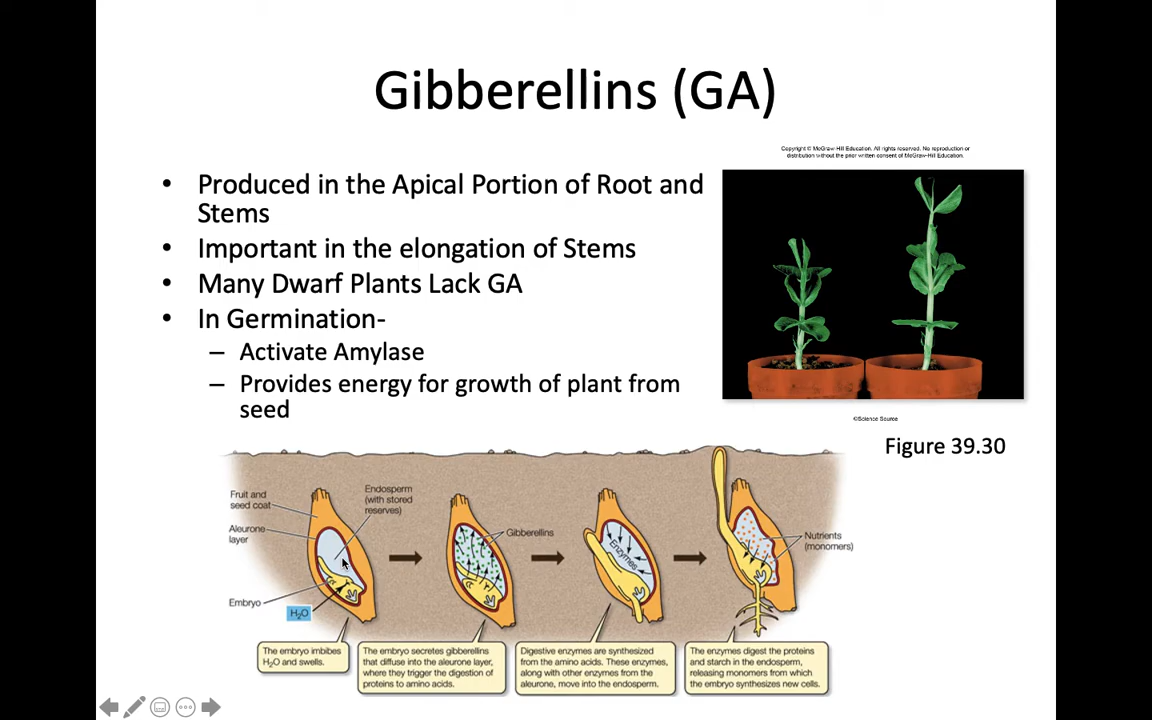 Gibberellins (GA)
Copyright © McGraw-Hill Education. All rights reserved. No reproduction or
distribution without the prior written consent of McGraw-Hill Education.
• Produced in the Apical Portion of Root and
Stems
• Important in the elongation of Stems
• Many Dwarf Plants Lack GA
• In Germination-
– Activate Amylase
– Provides energy for growth of plant from
seed
©Science Source
Figure 39.30
Fruit and
seed coat
Aleurone
layer
Embryo
H₂O
Endosperm
(with stored
reserves)
Gibberellins
Enzymes
Nutrients
(monomers)
The embryo imbibes
H₂O and swells.
The embryo secretes gibberellins
that diffuse into the aleurone layer,
where they trigger the digestion of
proteins to amino acids.
Digestive enzymes are synthesized
from the amino acids. These enzymes,
along with other enzymes from the
aleurone, move into the endosperm.
The enzymes digest the proteins
and starch in the endosperm,
releasing monomers from which
the embryo synthesizes new cells.